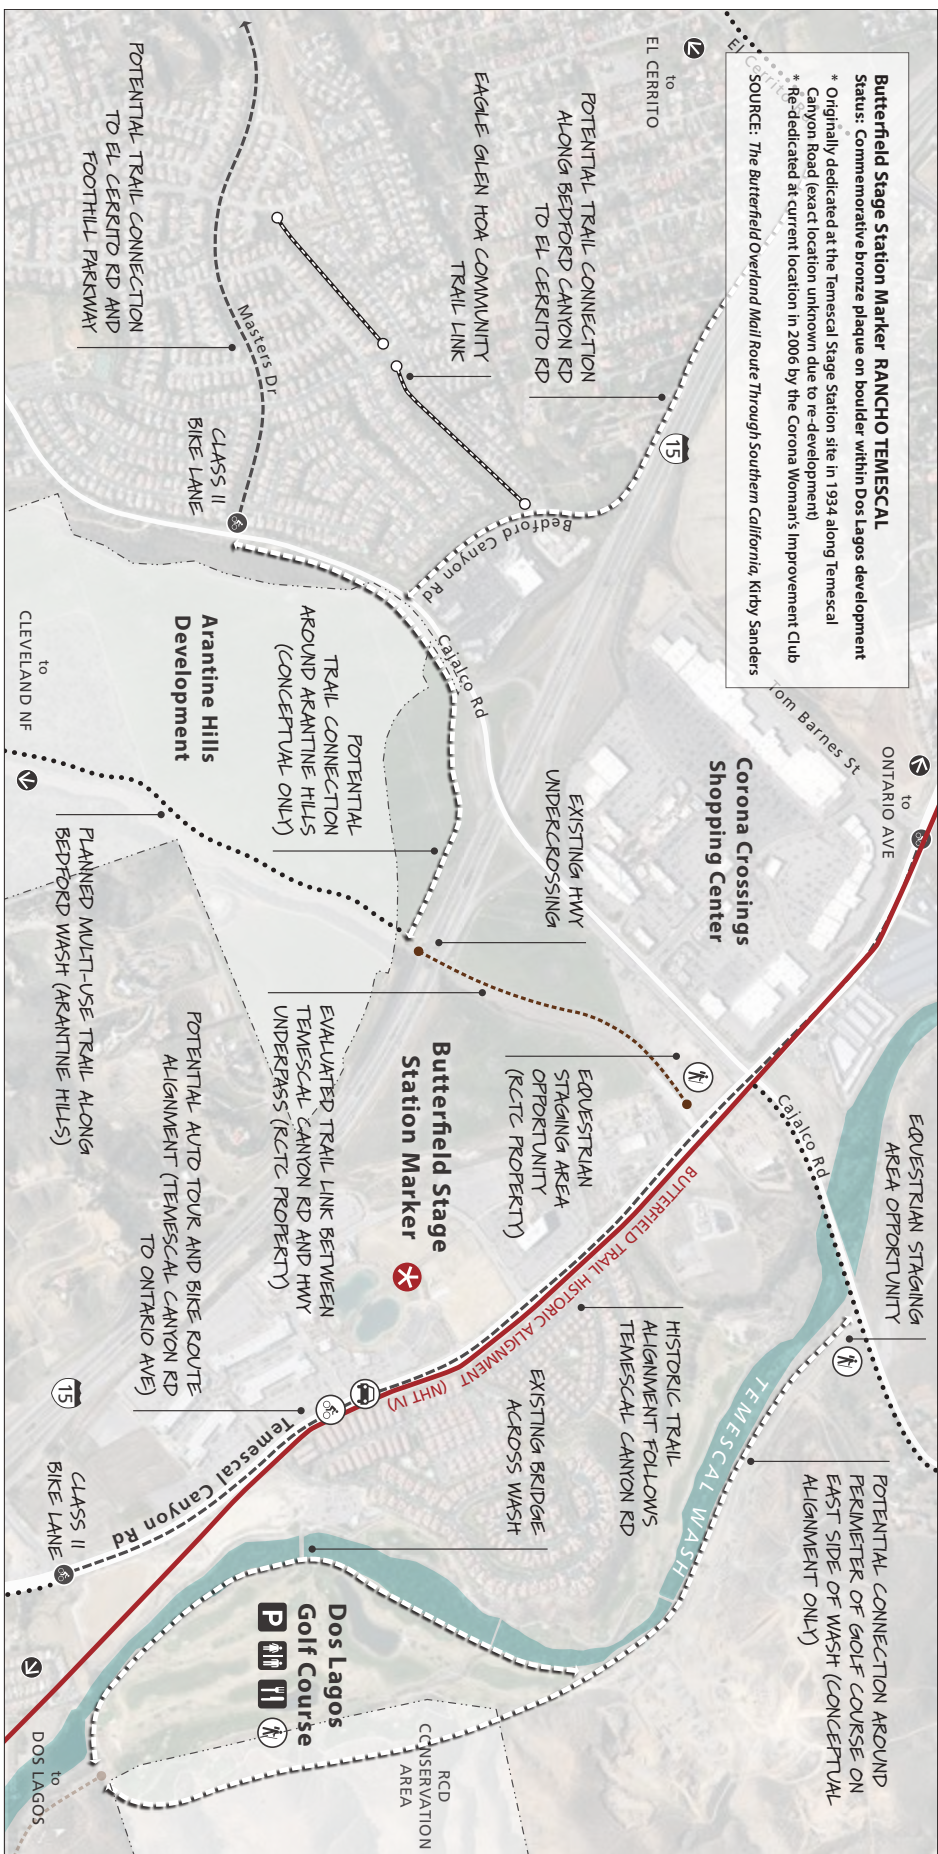 Butterfield Stage Station Marker RANCHO TEMESCAL
Status: Commemorative bronze plaque on boulder within Dos Lagos development
* Originally dedicated at the Temescal Stage Station site in 1934 along Temescal
Canyon Road (exact location unknown due to re-development)
* Re-dedicated at current location in 2006 by the Corona Woman's Improvement Club
SOURCE: The Butterfield Overland Mail Route Through Southern California, Kirby Sanders
El Cerrito
to
EL CERRITO
POTENTIAL TRAIL CONNECTION
ALONG BEDFORD CANYON RD
TO EL CERRITO RD
EAGLE GLEN HOA COMMUNITY
TRAIL LINK
POTENTIAL TRAIL CONNECTION
TO EL CERRITO RD AND
FOOTHILL PARKWAY
Masters Dr
CLASS II
BIKE LANE
15
Bedford Canyon Rd
Cajalco Rd
Tom Barnes St
to
ONTARIO AVE
Corona Crossings
Shopping Center
EXISTING HWY
UNDERCROSSING
POTENTIAL
TRAIL CONNECTION
AROUND ARANTINE HILLS
(CONCEPTUAL ONLY)
Arantine Hills
Development
to
CLEVELAND NF
PLANNED MULTI-USE TRAIL ALONG
BEDFORD WASH (ARANTINE HILLS)
EQUESTRIAN STAGING
AREA OPPORTUNITY
Cajalco Rd
EQUESTRIAN
STAGING AREA
OPPORTUNITY
(RCTC PROPERTY)
BUTTERFIELD TRAIL HISTORIC ALIGNMENT (NHT IV)
Butterfield Stage
Station Marker
EVALUATED TRAIL LINK BETWEEN
TEMESCAL CANYON RD AND HWY
UNDERPASS (RCTC PROPERTY)
POTENTIAL AUTO TOUR AND BIKE ROUTE
ALIGNMENT (TEMESCAL CANYON RD
TO ONTARIO AVE)
HISTORIC TRAIL
ALIGNMENT FOLLOWS
TEMESCAL CANYON RD
TEMESCAL WASH
EXISTING BRIDGE
ACROSS WASH
15
Temescal Canyon Rd
CLASS II
BIKE LANE
POTENTIAL CONNECTION AROUND
PERIMETER OF GOLF COURSE ON
EAST SIDE OF WASH (CONCEPTUAL
ALIGNMENT ONLY)
Dos Lagos
Golf Course
P
RCD
CONSERVATION
AREA
to
DOS LAGOS